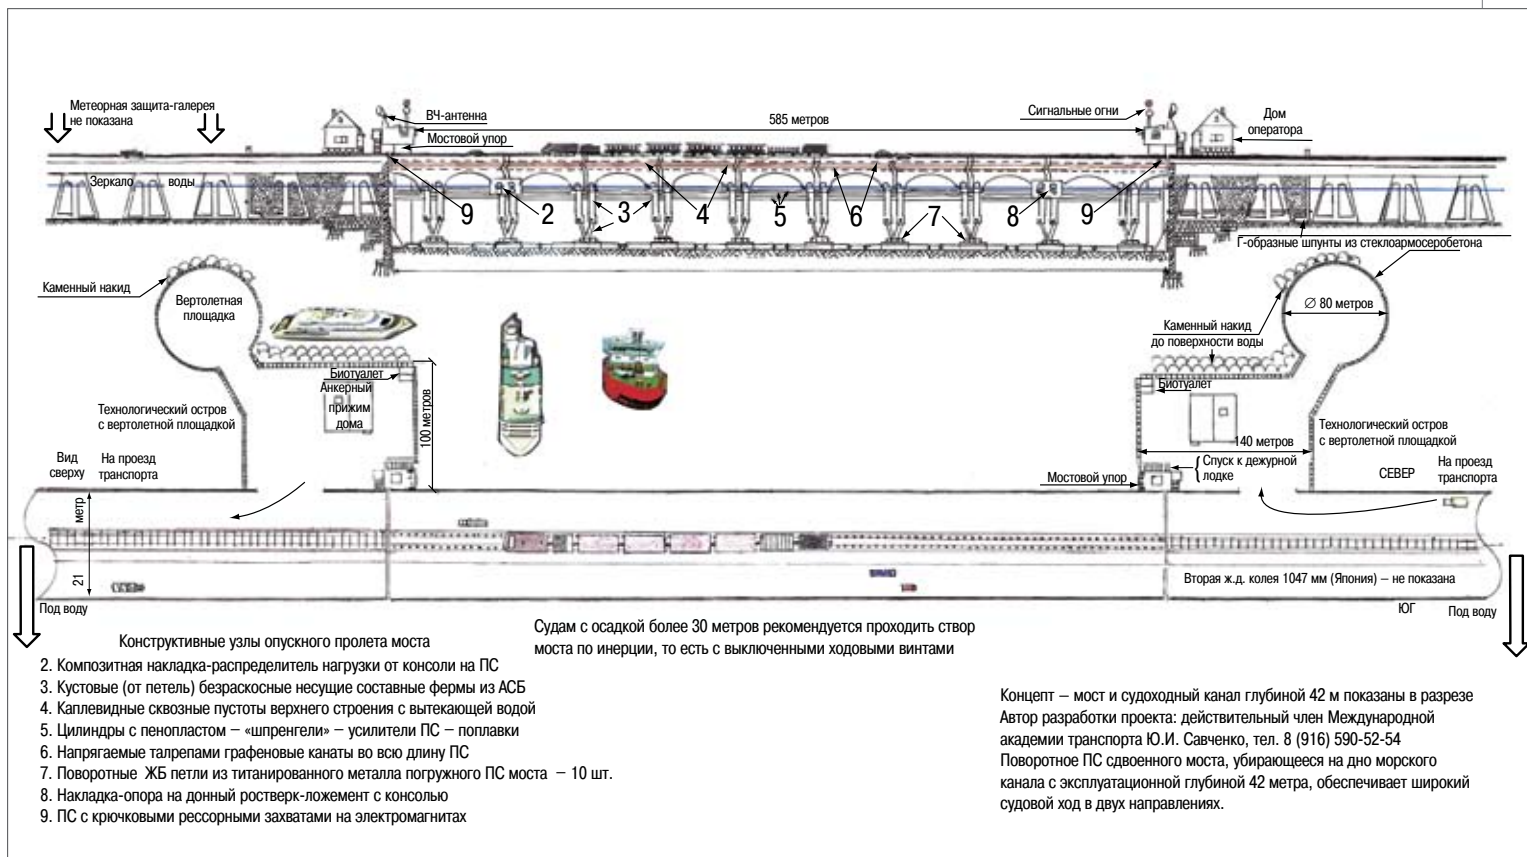 Метеорная защита-галерея
не показана
ВЧ-антенна
Мостовой упор
585 метров
Сигнальные огни
Дом
оператора
Зеркало воды
9
2
3
4
5
6
7
8
9
Г-образные шпунты из стеклоармосеробетона
Каменный накид
Вертолетная
площадка
∅ 80 метров
Каменный накид
до поверхности воды
Биотуалет
Анкерный
прижим
дома
100 метров
Биотуалет
Технологический остров
с вертолетной площадкой
Технологический остров
с вертолетной площадкой
140 метров
Вид
сверху
На проезд
транспорта
Мостовой упор
Спуск к дежурной
лодке
СЕВЕР
На проезд
транспорта
21 метр
Вторая ж.д. колея 1047 мм (Япония) – не показана
Под воду
ЮГ
Под воду
Конструктивные узлы опускного пролета моста
2. Композитная накладка-распределитель нагрузки от консоли на ПС
3. Кустовые (от петель) безраскосные несущие составные фермы из АСБ
4. Каплевидные сквозные пустоты верхнего строения с вытекающей водой
5. Цилиндры с пенопластом – «шпренгели» – усилители ПС – поплавки
6. Напрягаемые талрепами графеновые канаты во всю длину ПС
7. Поворотные ЖБ петли из титанированного металла погружного ПС моста – 10 шт.
8. Накладка-опора на донный ростверк-ложемент с консолью
9. ПС с крючковыми рессорными захватами на электромагнитах
Судам с осадкой более 30 метров рекомендуется проходить створ
моста по инерции, то есть с выключенными ходовыми винтами
Концепт – мост и судоходный канал глубиной 42 м показаны в разрезе
Автор разработки проекта: действительный член Международной
академии транспорта Ю.И. Савченко, тел. 8 (916) 590-52-54
Поворотное ПС сдвоенного моста, убирающееся на дно морского
канала с эксплуатационной глубиной 42 метра, обеспечивает широкий
судовой ход в двух направлениях.